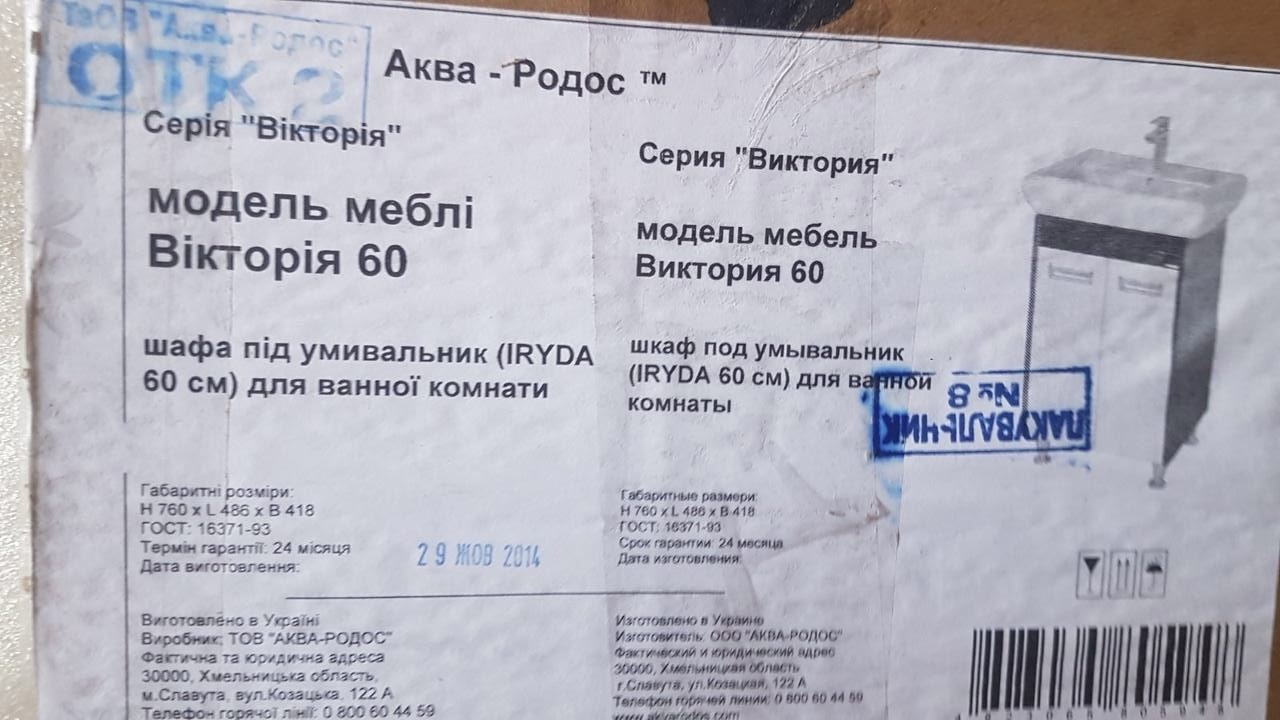 ТзОВ "Аква-Родос"
ОТК 2
Аква - Родос ™
Серія "Вікторія"
модель меблі
Вікторія 60
шафа під умивальник (IRYDA
60 см) для ванної комнати
Габаритні розміри:
H 760 x L 486 x B 418
ГОСТ: 16371-93
Термін гарантії: 24 місяця
Дата виготовлення:
29 ЖОВ 2014
Виготовлено в Україні
Виробник: ТОВ "АКВА-РОДОС"
Фактична та юридична адреса
30000, Хмельницька область,
м.Славута, вул.Козацька. 122 А
Телефон горячої лінії: 0 800 60 44 59
Серия "Виктория"
модель мебель
Виктория 60
шкаф под умывальник
(IRYDA 60 см) для ванной
комнаты
ПАКУВАЛЬЧИК
№ 8
Габаритные размеры:
H 760 x L 486 x B 418
ГОСТ: 16371-93
Срок гарантии: 24 месяца
Дата изготовления:
Изготовлено в Украине
Изготовитель: ООО "АКВА-РОДОС"
Фактический и юридический адрес
30000, Хмельницкая область,
г.Славута, ул.Козацкая, 122 А
Телефон горячей линии: 0 800 60 44 59
www.akvarodos.com